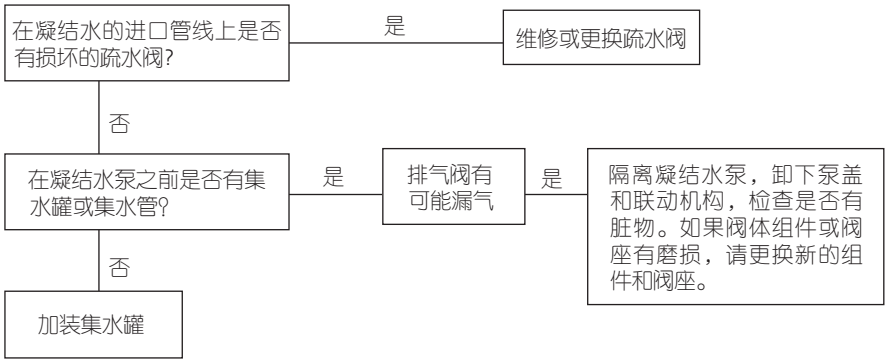 在凝结水的进口管线上是否
有损坏的疏水阀?
是
维修或更换疏水阀
否
在凝结水泵之前是否有集
水罐或集水管?
是
排气阀有
可能漏气
是
隔离凝结水泵，卸下泵盖
和联动机构，检查是否有
脏物。如果阀体组件或阀
座有磨损，请更换新的组
件和阀座。
否
加装集水罐